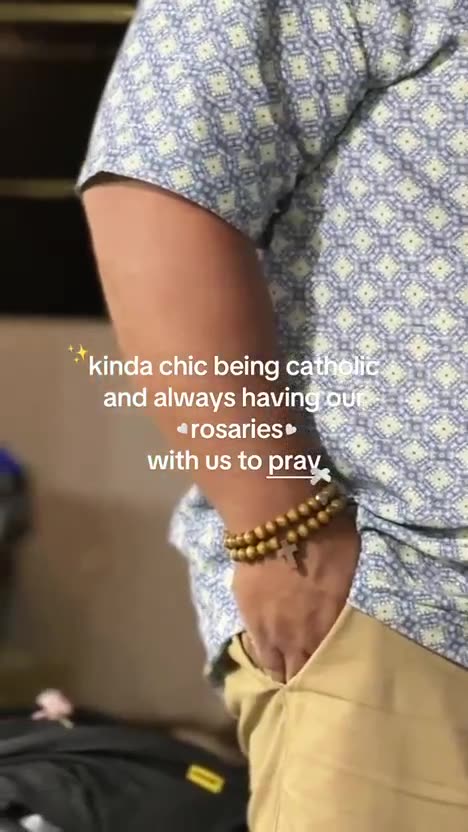 ✨kinda chic being catholic
and always having our
🤍rosaries🤍
with us to pray